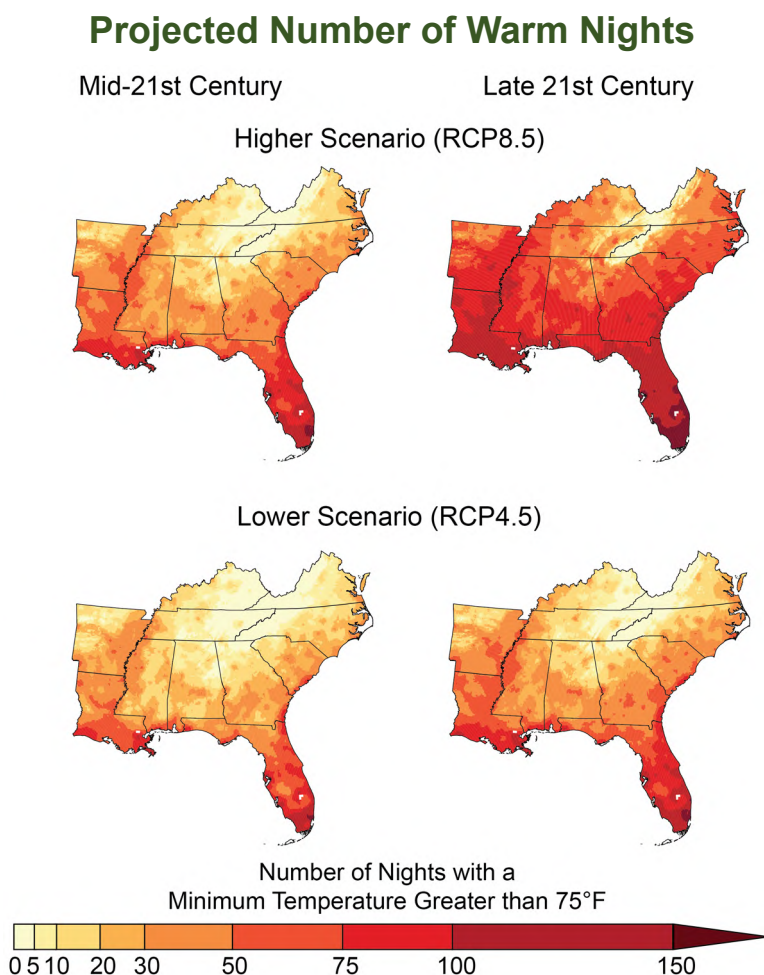 Projected Number of Warm Nights
Mid-21st Century
Late 21st Century
Higher Scenario (RCP8.5)
Lower Scenario (RCP4.5)
Number of Nights with a
Minimum Temperature Greater than 75°F
0 5 10 20 30 50 75 100 150